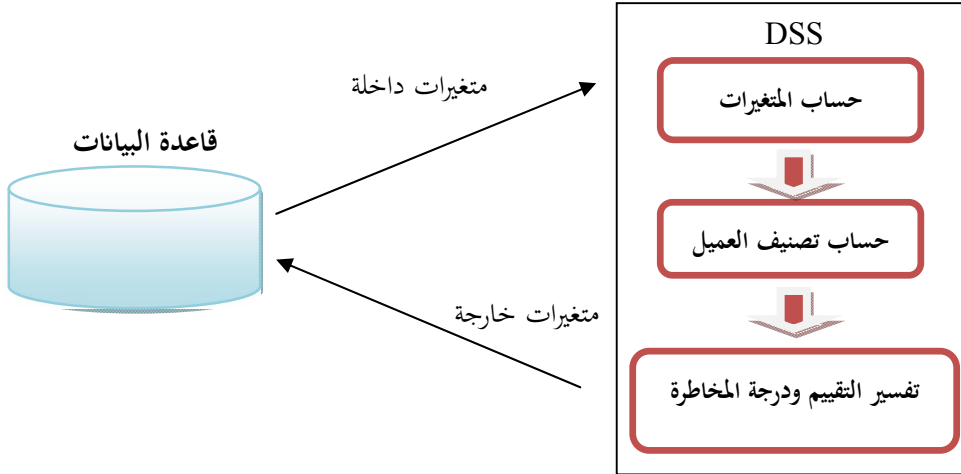 DSS
حساب المتغيرات
متغيرات داخلة
قاعدة البيانات
حساب تصنيف العميل
متغيرات خارجة
تفسير التقييم ودرجة المخاطرة